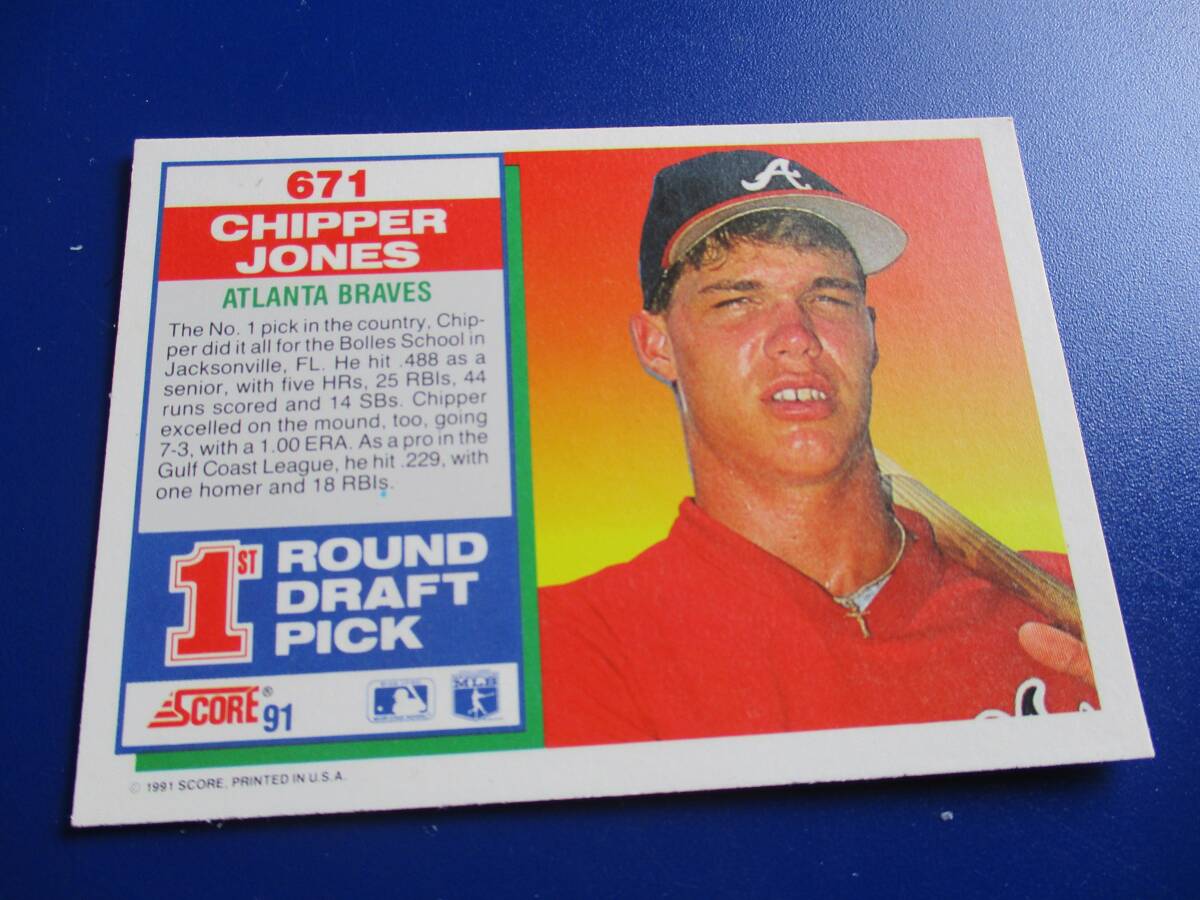 671
CHIPPER
JONES
ATLANTA BRAVES
The No. 1 pick in the country, Chip-
per did it all for the Bolles School in
Jacksonville, FL. He hit .488 as a
senior, with five HRs, 25 RBIs, 44
runs scored and 14 SBs. Chipper
excelled on the mound, too, going
7-3, with a 1.00 ERA. As a pro in the
Gulf Coast League, he hit .229, with
one homer and 18 RBIs.
1ST ROUND
DRAFT
PICK
SCORE® 91
MLB
© 1991 SCORE, PRINTED IN U.S.A.
A